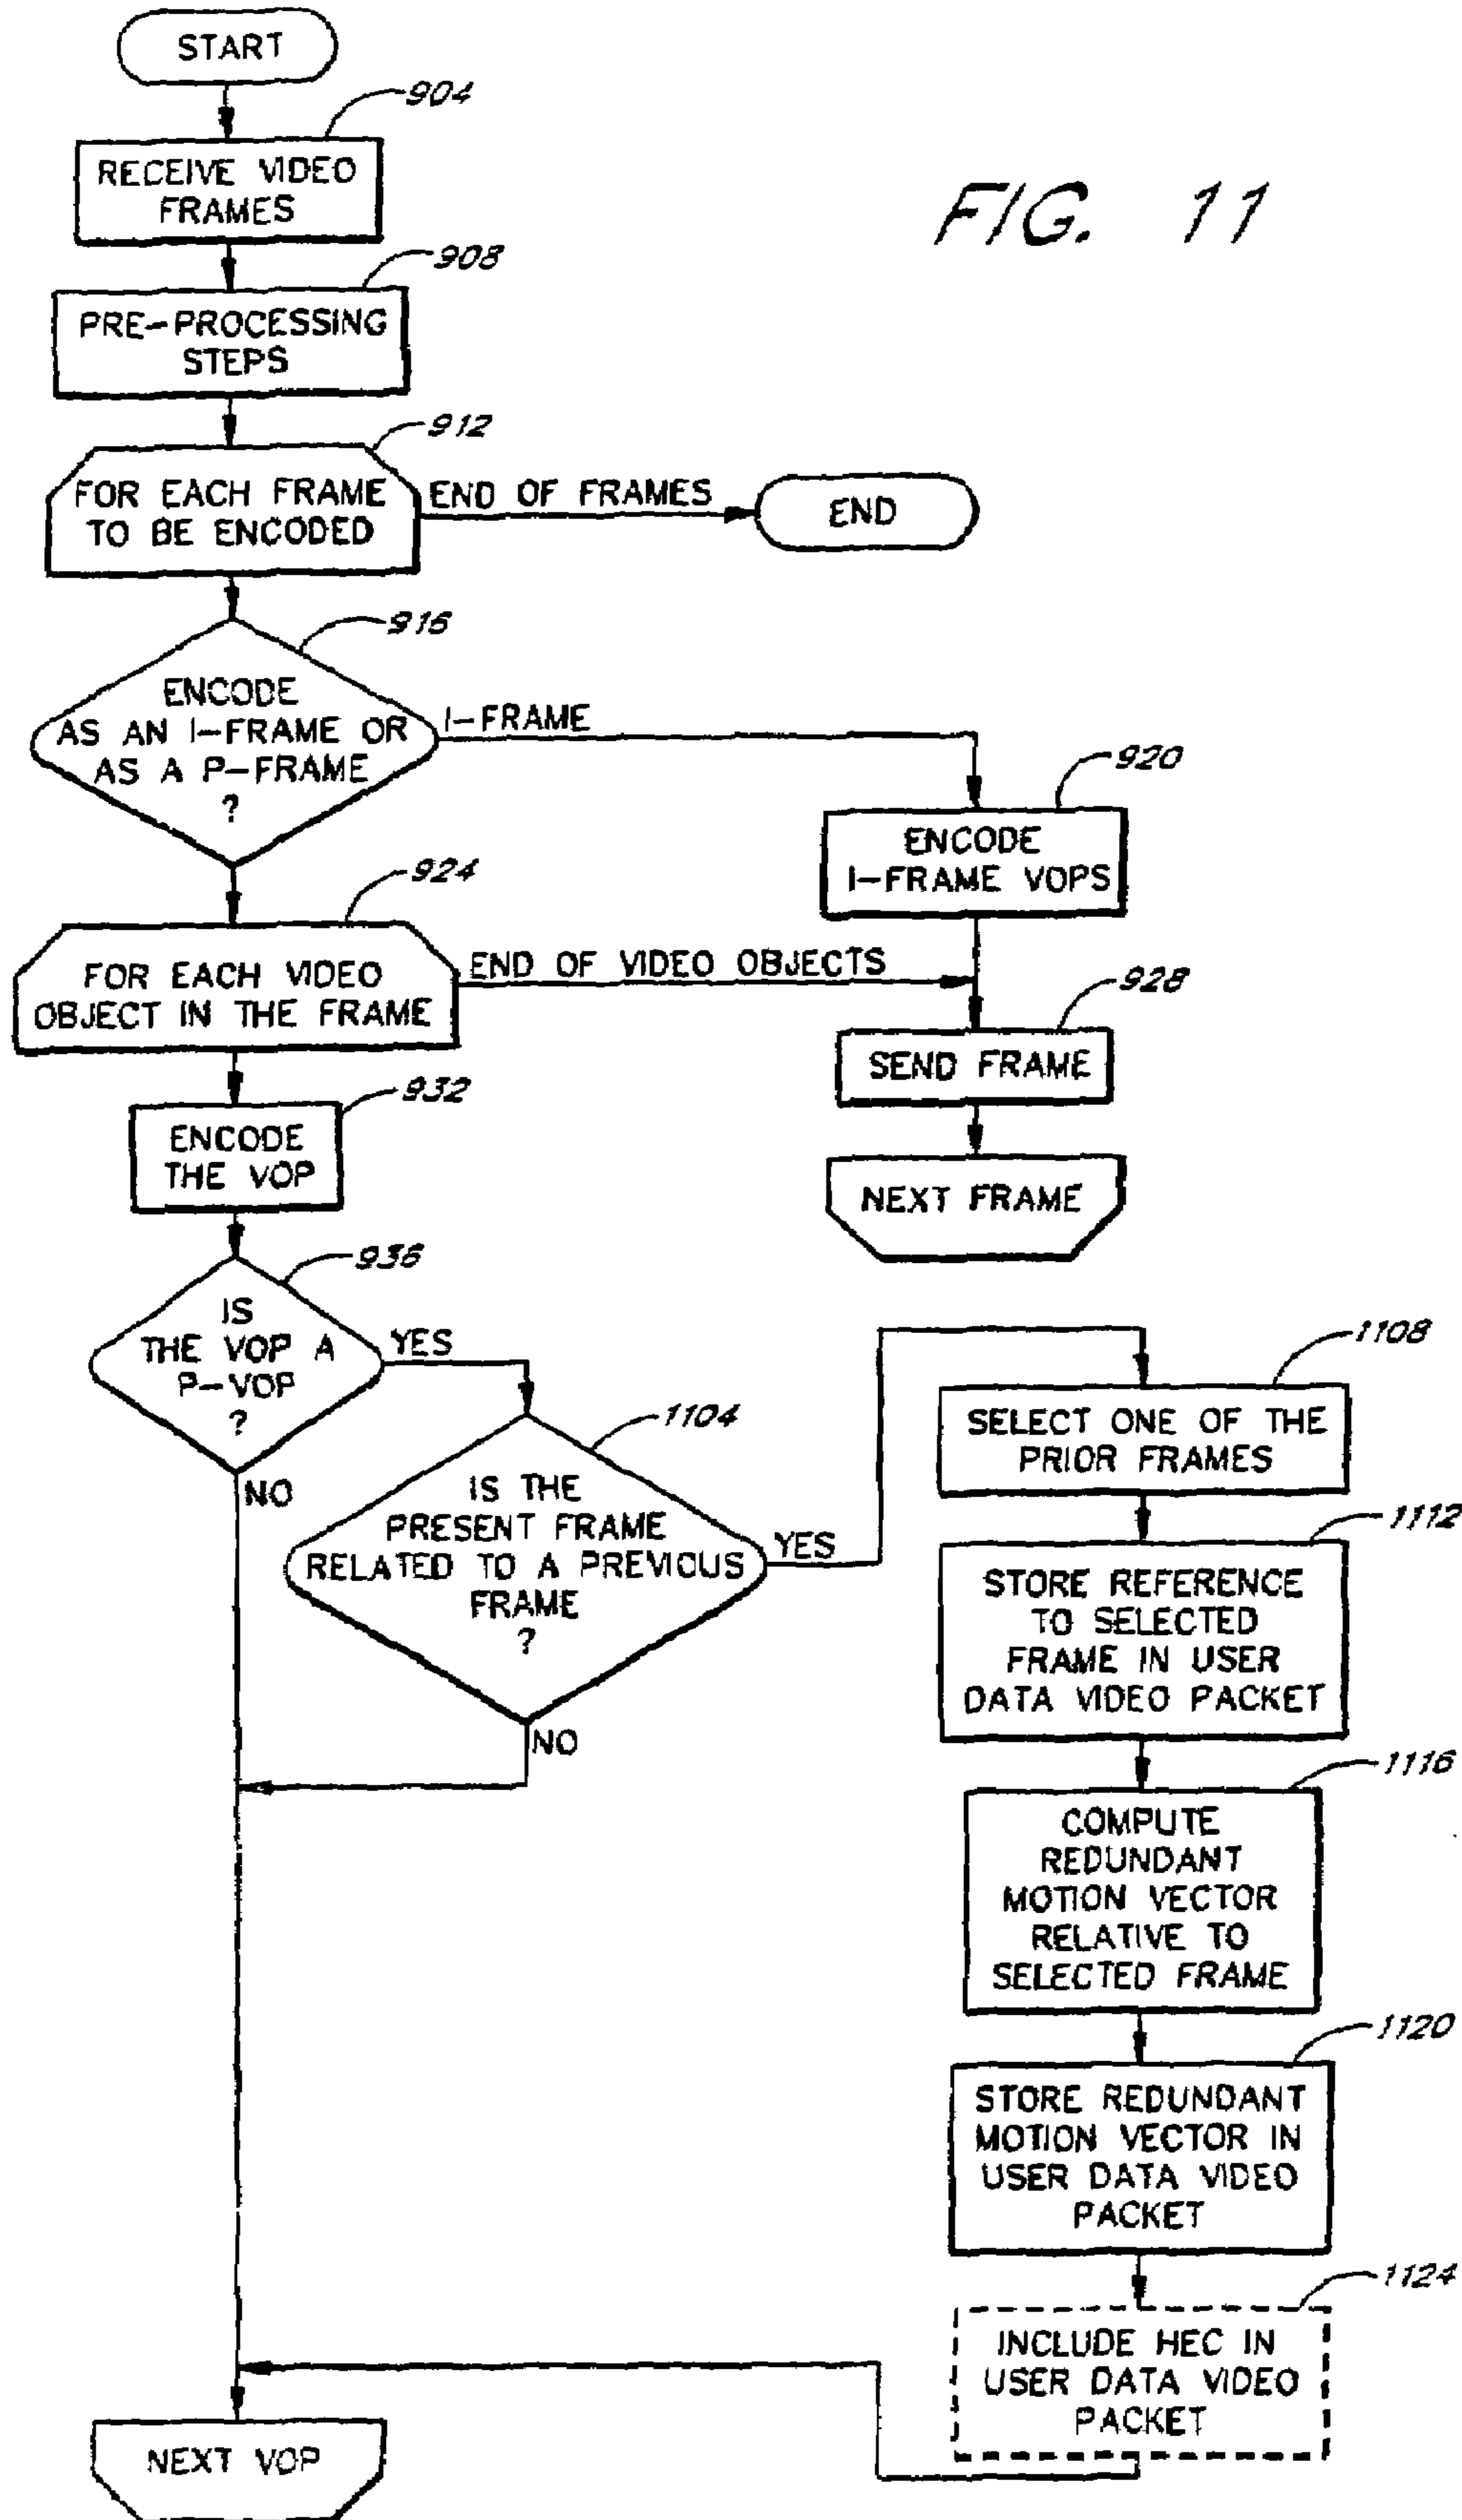 START
904
RECEIVE VIDEO
FRAMES
FIG. 11
908
PRE-PROCESSING
STEPS
912
FOR EACH FRAME
TO BE ENCODED
END OF FRAMES
END
916
ENCODE
AS AN I-FRAME OR
AS A P-FRAME
?
I-FRAME
920
ENCODE
I-FRAME VOPS
924
FOR EACH VIDEO
OBJECT IN THE FRAME
END OF VIDEO OBJECTS
928
SEND FRAME
932
ENCODE
THE VOP
NEXT FRAME
936
IS
THE VOP A
P-VOP
?
YES
NO
1104
IS THE
PRESENT FRAME
RELATED TO A PREVIOUS
FRAME
?
YES
NO
1108
SELECT ONE OF THE
PRIOR FRAMES
1112
STORE REFERENCE
TO SELECTED
FRAME IN USER
DATA VIDEO PACKET
1116
COMPUTE
REDUNDANT
MOTION VECTOR
RELATIVE TO
SELECTED FRAME
1120
STORE REDUNDANT
MOTION VECTOR IN
USER DATA VIDEO
PACKET
1124
INCLUDE HEC IN
USER DATA VIDEO
PACKET
NEXT VOP